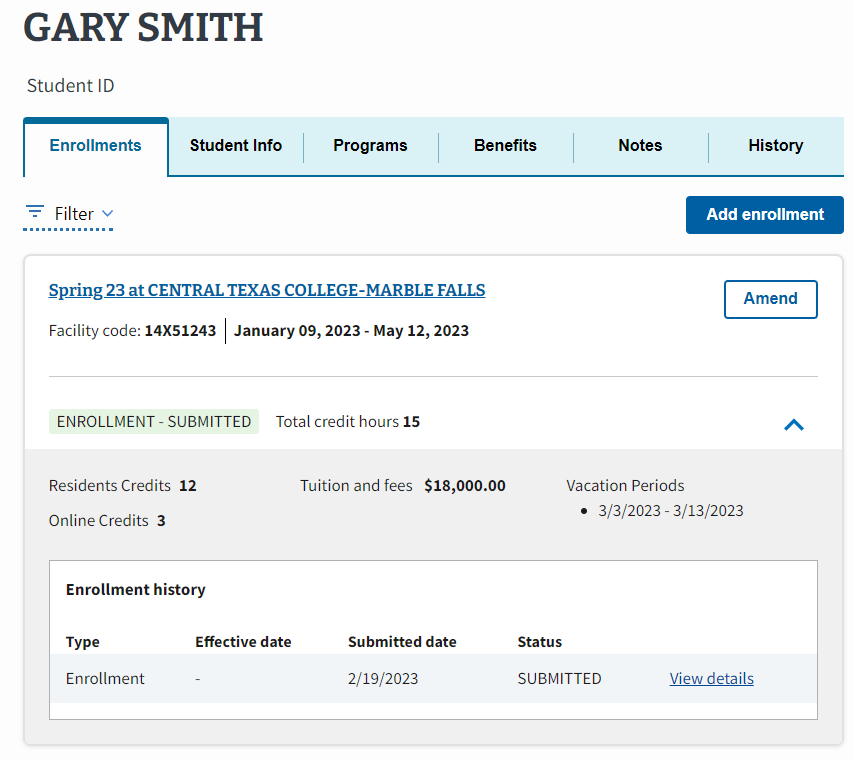 GARY SMITH
Student ID
Enrollments Student Info Programs Benefits Notes History
Filter Add enrollment
Spring 23 at CENTRAL TEXAS COLLEGE-MARBLE FALLS Amend
Facility code: 14X51243 January 09, 2023 - May 12, 2023
ENROLLMENT - SUBMITTED Total credit hours 15
Residents Credits 12 Tuition and fees $18,000.00 Vacation Periods
• 3/3/2023 - 3/13/2023
Online Credits 3
Enrollment history
Type Effective date Submitted date Status
Enrollment - 2/19/2023 SUBMITTED View details